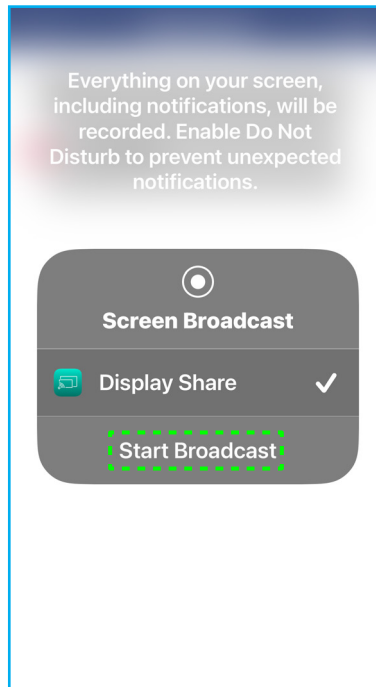 Everything on your screen,
including notifications, will be
recorded. Enable Do Not
Disturb to prevent unexpected
notifications.
Screen Broadcast
Display Share
Start Broadcast